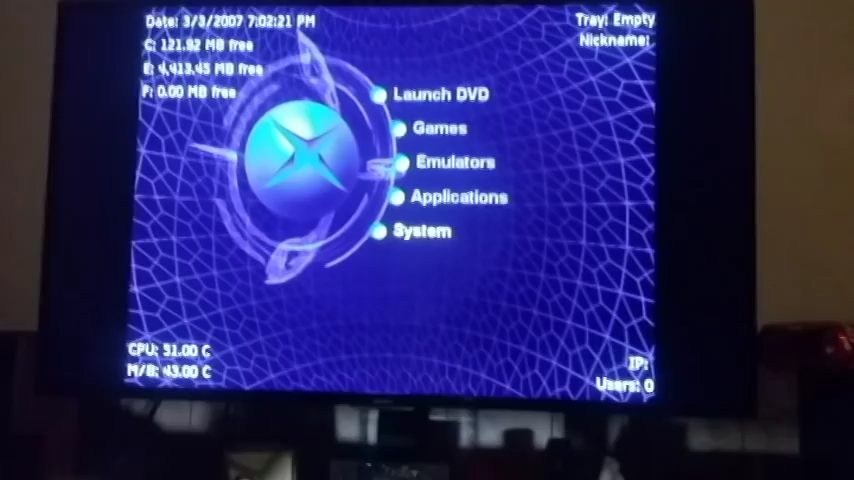 Date: 3/3/2007 7:02:21 PM
Tray: Empty
C: 121.92 MB free
Nickname:
E: 4,413.45 MB free
F: 0.00 MB free
Launch DVD
Games
Emulators
Applications
System
CPU: 51.00 C
IP:
M/B: 43.00 C
Users: 0